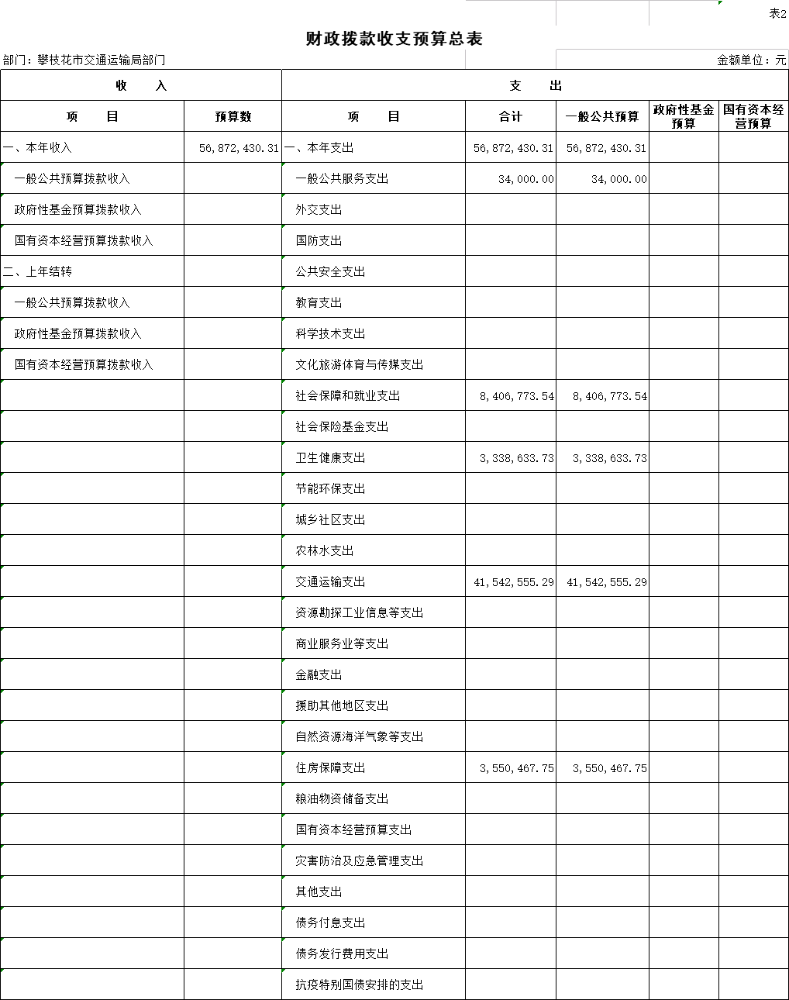 表2
财政拨款收支预算总表
部门：攀枝花市交通运输局部门 金额单位：元
收 入 支 出
项 目 预算数 项 目 合计 一般公共预算 政府性基金预算 国有资本经营预算
一、本年收入 56,872,430.31 一、本年支出 56,872,430.31 56,872,430.31
一般公共预算拨款收入 一般公共服务支出 34,000.00 34,000.00
政府性基金预算拨款收入 外交支出
国有资本经营预算拨款收入 国防支出
二、上年结转 公共安全支出
一般公共预算拨款收入 教育支出
政府性基金预算拨款收入 科学技术支出
国有资本经营预算拨款收入 文化旅游体育与传媒支出
社会保障和就业支出 8,406,773.54 8,406,773.54
社会保险基金支出
卫生健康支出 3,338,633.73 3,338,633.73
节能环保支出
城乡社区支出
农林水支出
交通运输支出 41,542,555.29 41,542,555.29
资源勘探工业信息等支出
商业服务业等支出
金融支出
援助其他地区支出
自然资源海洋气象等支出
住房保障支出 3,550,467.75 3,550,467.75
粮油物资储备支出
国有资本经营预算支出
灾害防治及应急管理支出
其他支出
债务付息支出
债务发行费用支出
抗疫特别国债安排的支出